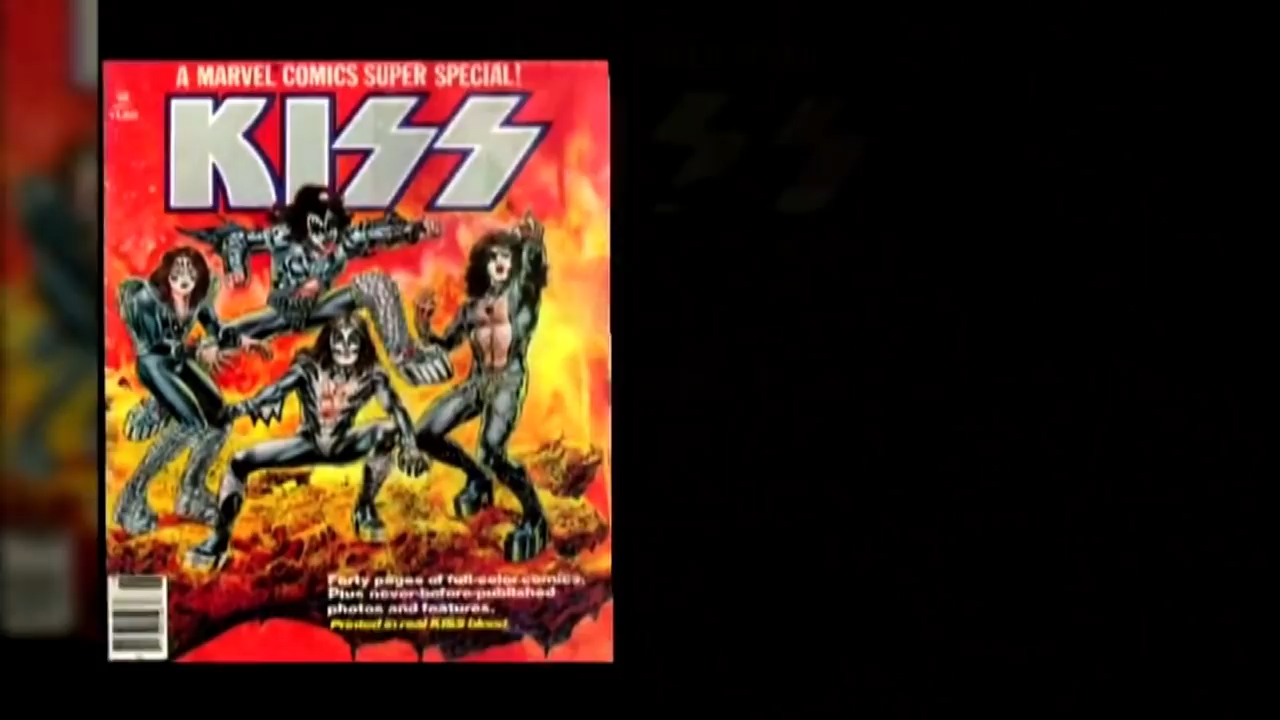 A MARVEL COMICS SUPER SPECIAL!
KISS
Forty pages of full-color comics.
Plus never-before-published
photos and features.
Printed in real KISS blood